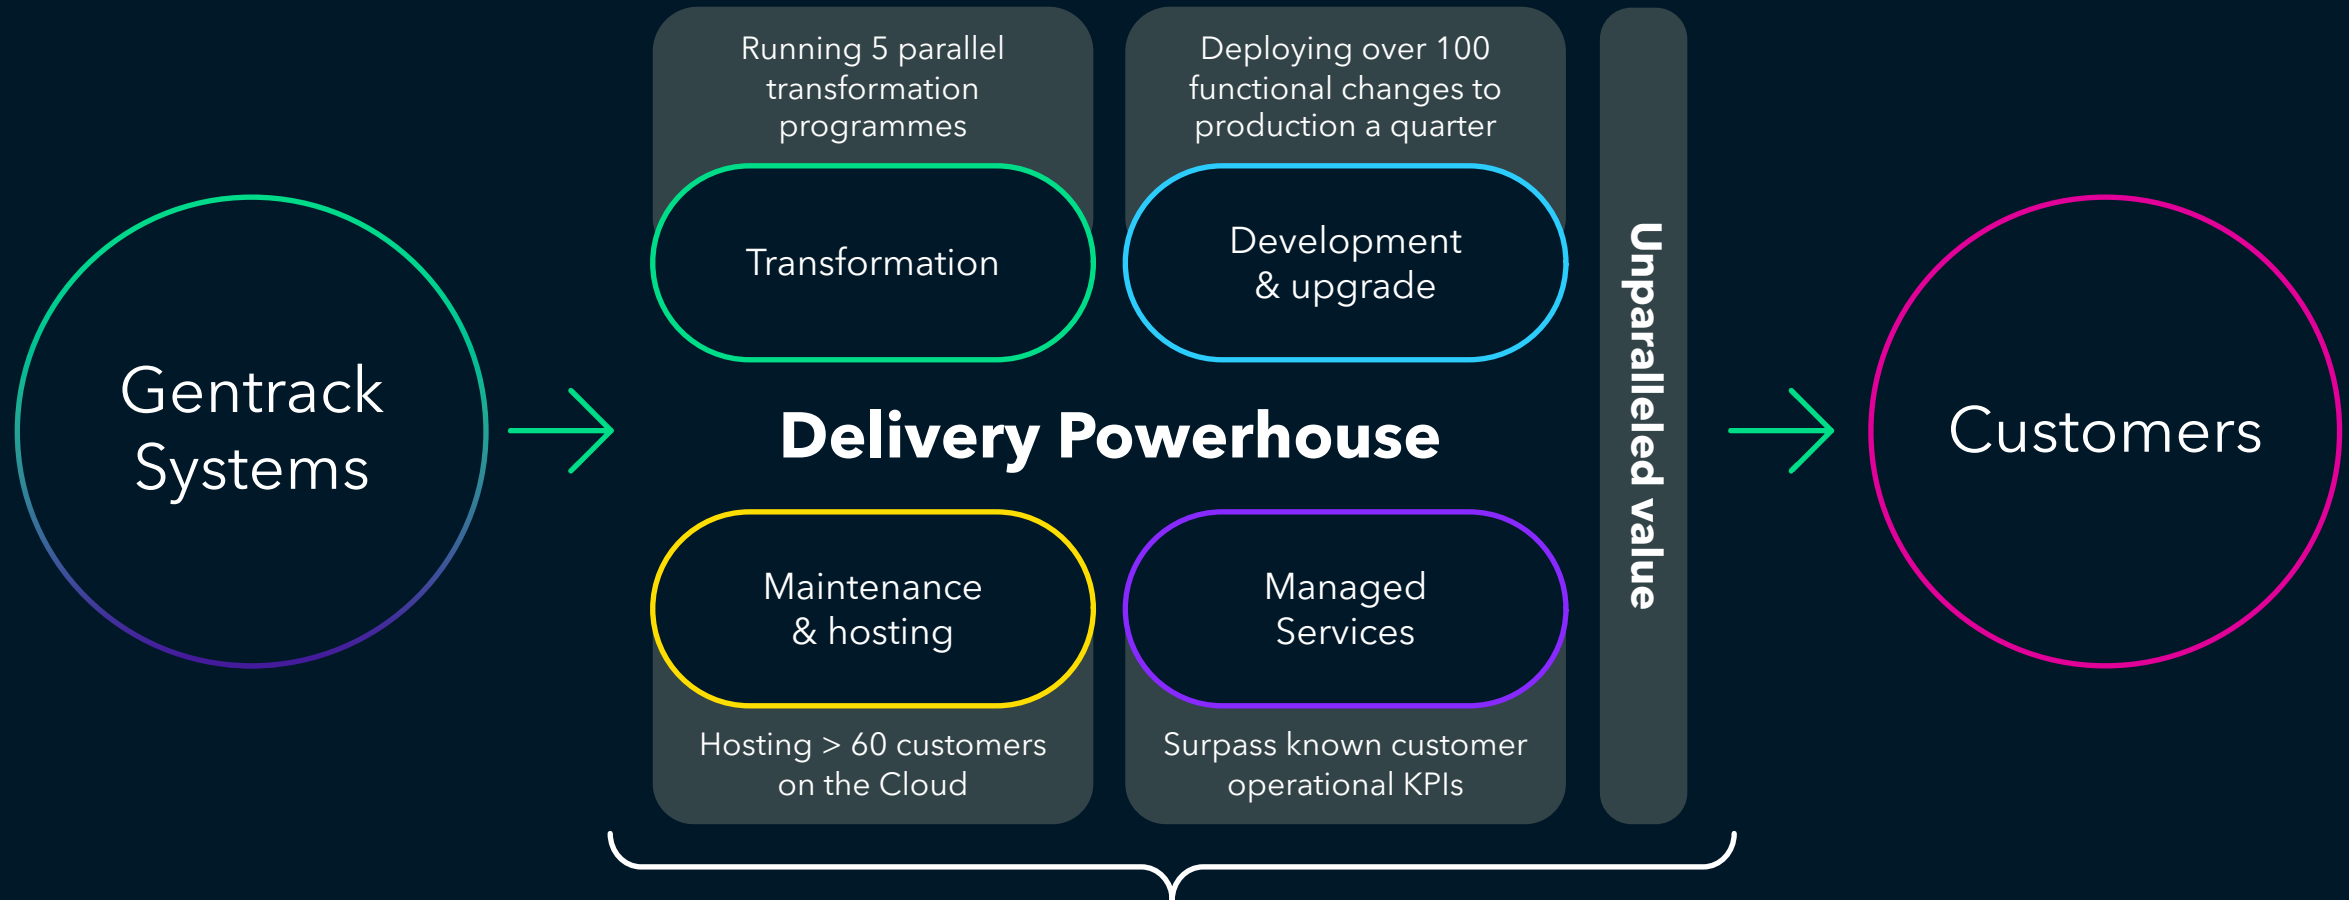 Gentrack
Systems
Running 5 parallel
transformation
programmes
Transformation
Deploying over 100
functional changes to
production a quarter
Development
& upgrade
Delivery Powerhouse
Maintenance
& hosting
Hosting > 60 customers
on the Cloud
Managed
Services
Surpass known customer
operational KPIs
Unparalleled value
Customers